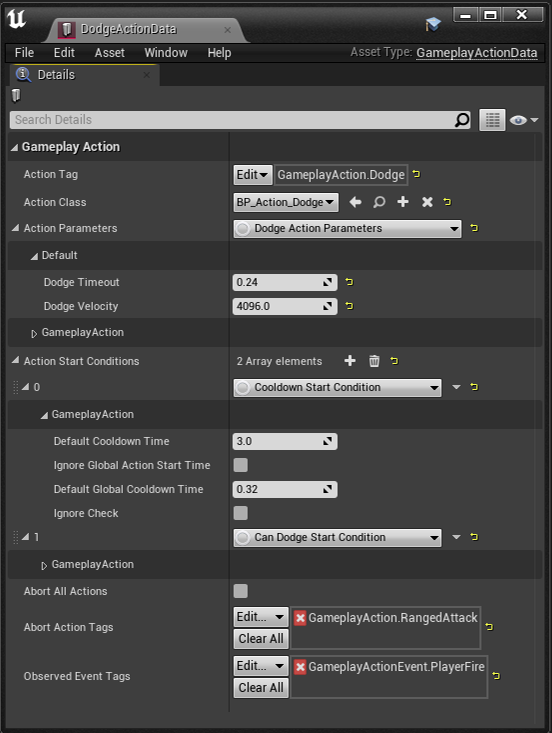 DodgeActionData
File Edit Asset Window Help Asset Type: GameplayActionData
Details
Search Details
Gameplay Action
Action Tag Edit GameplayAction.Dodge
Action Class BP_Action_Dodge
Action Parameters Dodge Action Parameters
Default
Dodge Timeout 0.24
Dodge Velocity 4096.0
GameplayAction
Action Start Conditions 2 Array elements
0 Cooldown Start Condition
GameplayAction
Default Cooldown Time 3.0
Ignore Global Action Start Time
Default Global Cooldown Time 0.32
Ignore Check
1 Can Dodge Start Condition
GameplayAction
Abort All Actions
Abort Action Tags Edit... GameplayAction.RangedAttack
Clear All
Observed Event Tags Edit... GameplayActionEvent.PlayerFire
Clear All